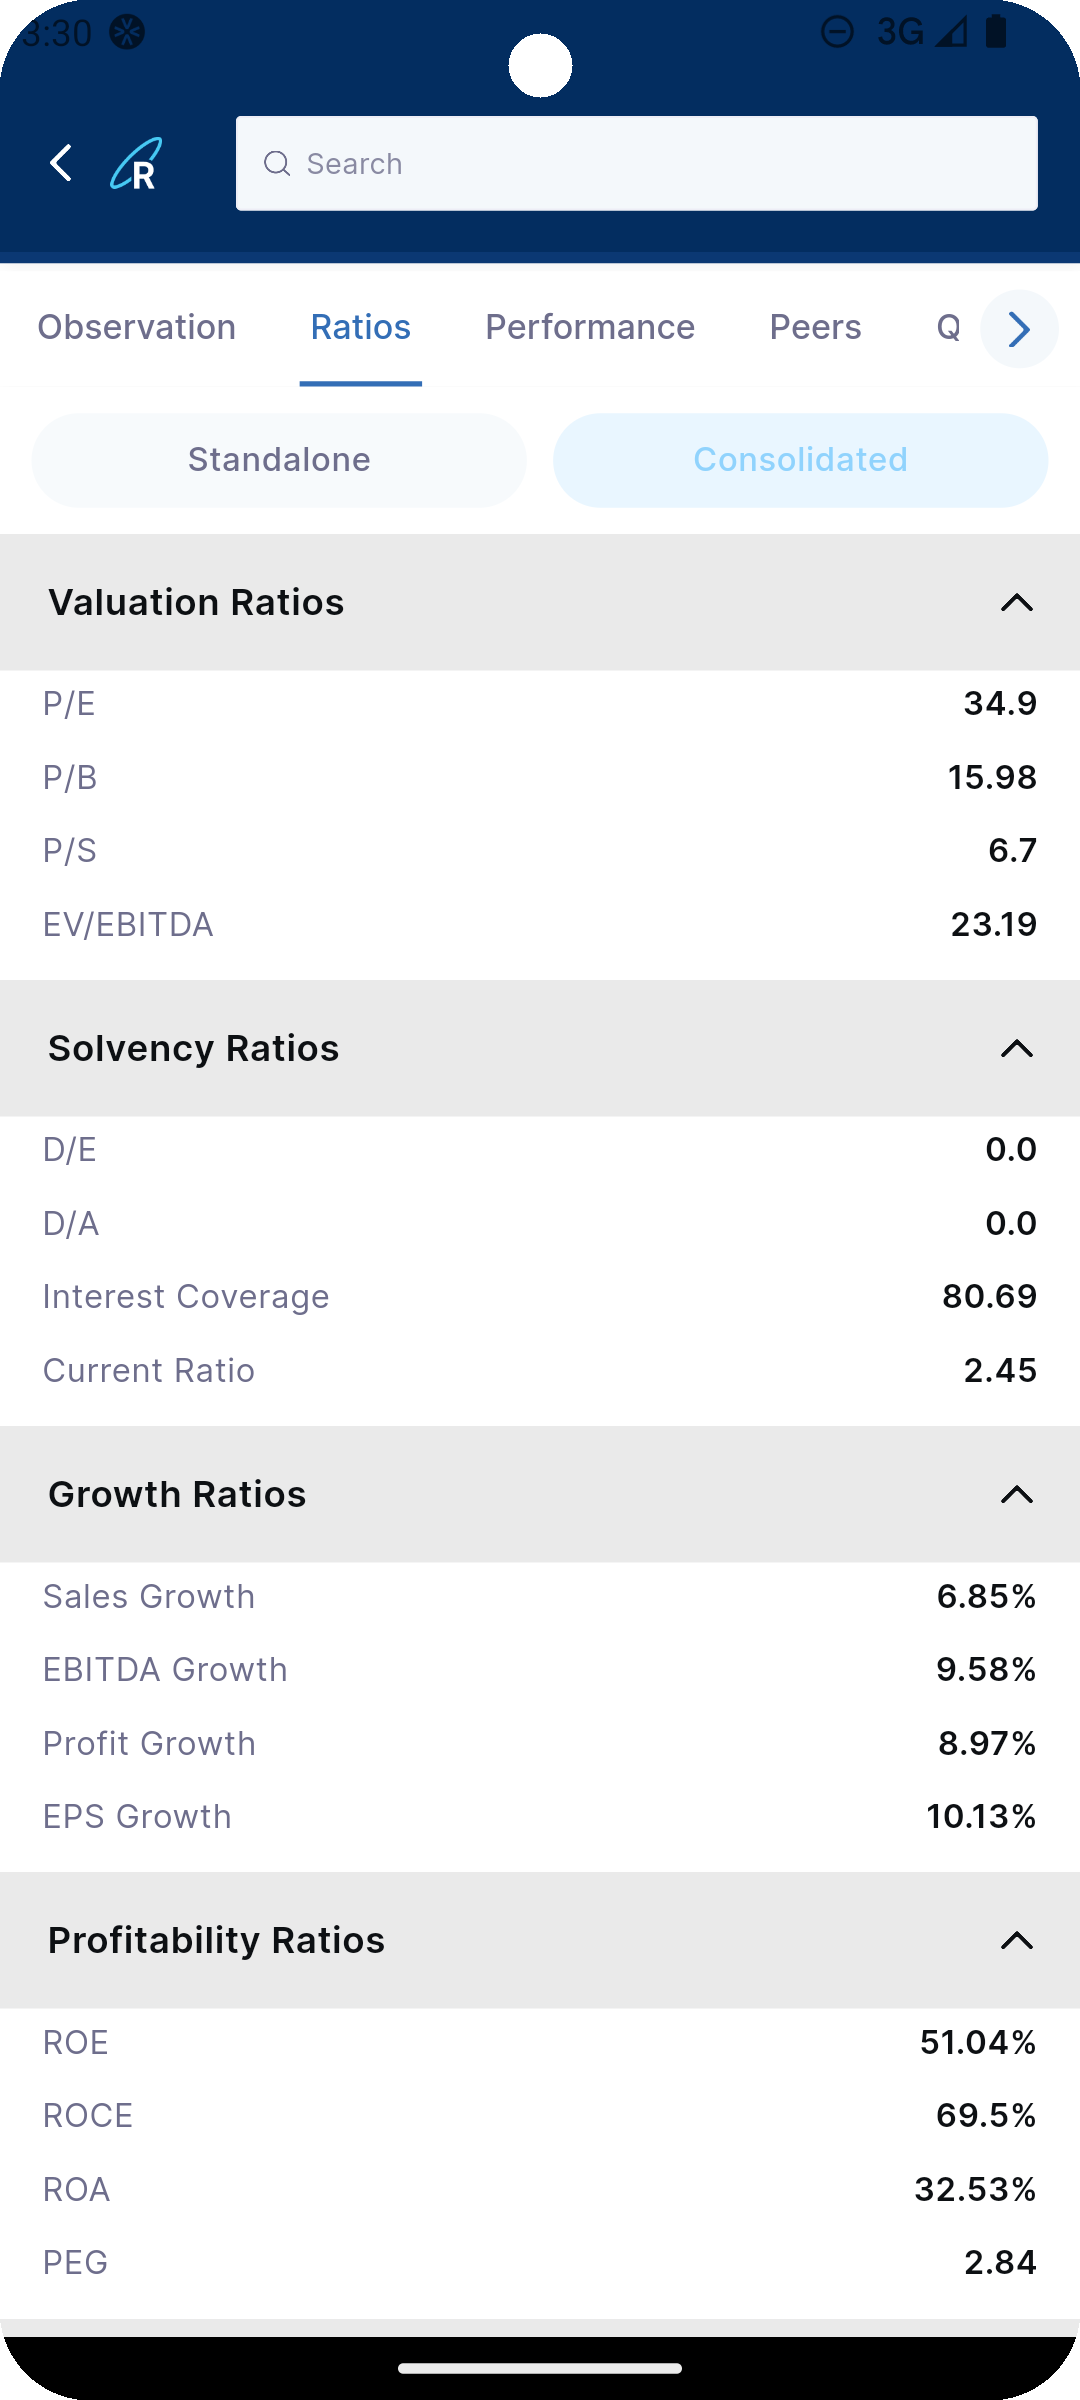 3:30 3G
R Search
Observation Ratios Performance Peers Q
Standalone Consolidated
Valuation Ratios
P/E 34.9
P/B 15.98
P/S 6.7
EV/EBITDA 23.19
Solvency Ratios
D/E 0.0
D/A 0.0
Interest Coverage 80.69
Current Ratio 2.45
Growth Ratios
Sales Growth 6.85%
EBITDA Growth 9.58%
Profit Growth 8.97%
EPS Growth 10.13%
Profitability Ratios
ROE 51.04%
ROCE 69.5%
ROA 32.53%
PEG 2.84